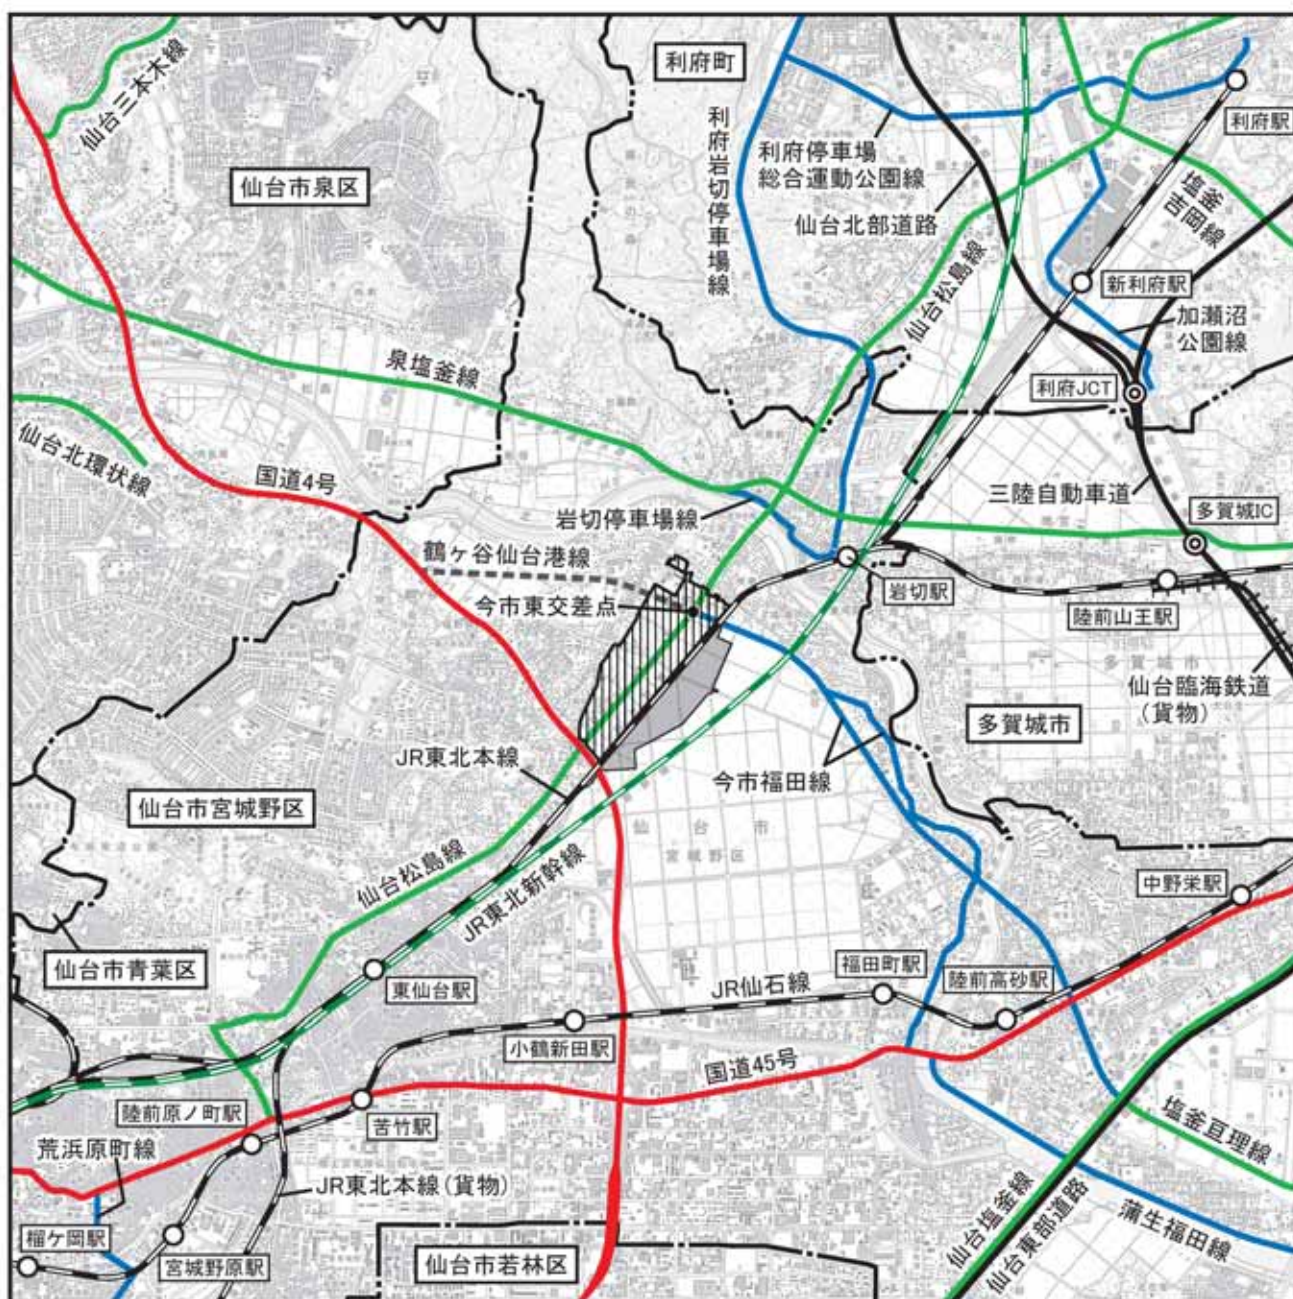 仙台三本木線
利府町
利府駅
利府岩切停車場線
利府停車場
総合運動公園線
塩釜
吉岡線
仙台市泉区
仙台北部道路
仙台松島線
新利府駅
加瀬沼
公園線
泉塩釜線
利府JCT
仙台北環状線
国道4号
三陸自動車道
多賀城IC
岩切停車場線
鶴ヶ谷仙台港線
岩切駅
今市東交差点
陸前山王駅
多賀城市
仙台臨海鉄道
(貨物)
多賀城市
JR東北本線
今市福田線
仙台市宮城野区
仙台市
宮城野区
仙台松島線
JR東北新幹線
中野栄駅
仙台市青葉区
東仙台駅
福田町駅
陸前高砂駅
JR仙石線
小鶴新田駅
国道45号
陸前原ノ町駅
苦竹駅
塩釜亘理線
荒浜原町線
JR東北本線(貨物)
仙台塩釜線
仙台東部道路
蒲生福田線
榴ケ岡駅
宮城野原駅
仙台市若林区